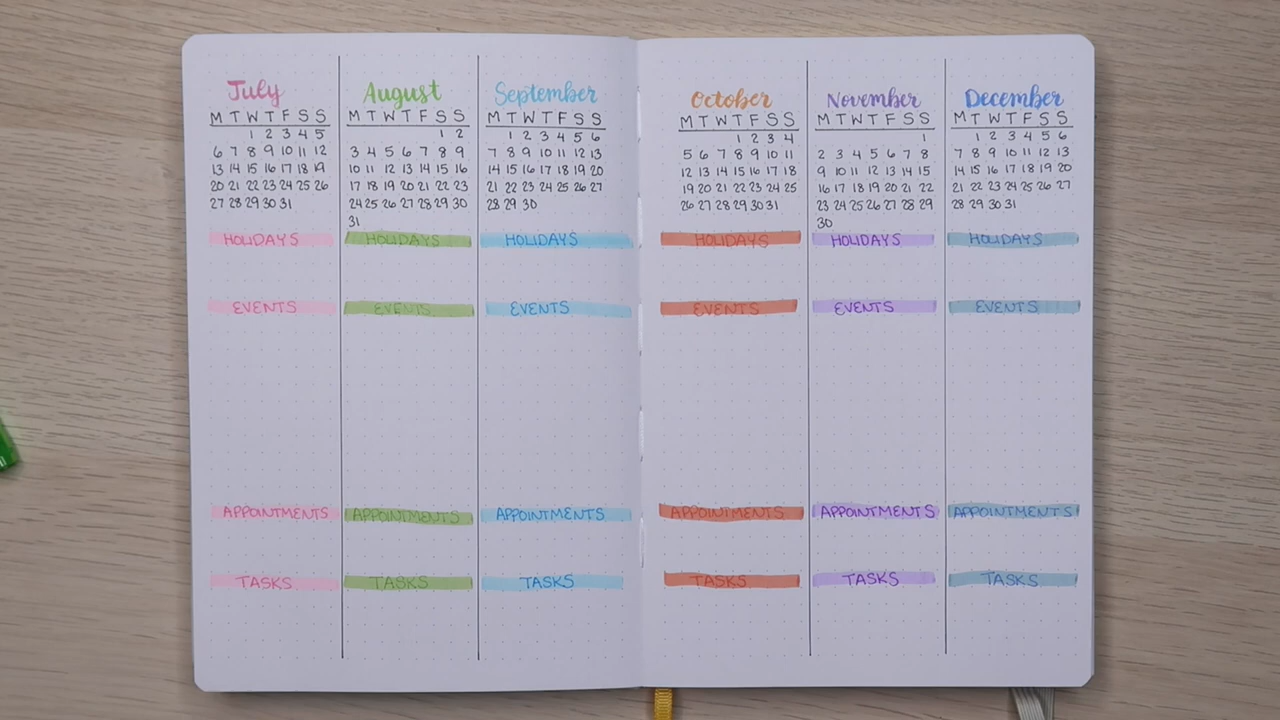 July
M T W T F S S
1 2 3 4 5
6 7 8 9 10 11 12
13 14 15 16 17 18 19
20 21 22 23 24 25 26
27 28 29 30 31
HOLIDAYS
EVENTS
APPOINTMENTS
TASKS
August
M T W T F S S
1 2
3 4 5 6 7 8 9
10 11 12 13 14 15 16
17 18 19 20 21 22 23
24 25 26 27 28 29 30
31
HOLIDAYS
EVENTS
APPOINTMENTS
TASKS
September
M T W T F S S
1 2 3 4 5 6
7 8 9 10 11 12 13
14 15 16 17 18 19 20
21 22 23 24 25 26 27
28 29 30
HOLIDAYS
EVENTS
APPOINTMENTS
TASKS
October
M T W T F S S
1 2 3 4
5 6 7 8 9 10 11
12 13 14 15 16 17 18
19 20 21 22 23 24 25
26 27 28 29 30 31
HOLIDAYS
EVENTS
APPOINTMENTS
TASKS
November
M T W T F S S
1
2 3 4 5 6 7 8
9 10 11 12 13 14 15
16 17 18 19 20 21 22
23 24 25 26 27 28 29
30
HOLIDAYS
EVENTS
APPOINTMENTS
TASKS
December
M T W T F S S
1 2 3 4 5 6
7 8 9 10 11 12 13
14 15 16 17 18 19 20
21 22 23 24 25 26 27
28 29 30 31
HOLIDAYS
EVENTS
APPOINTMENTS
TASKS